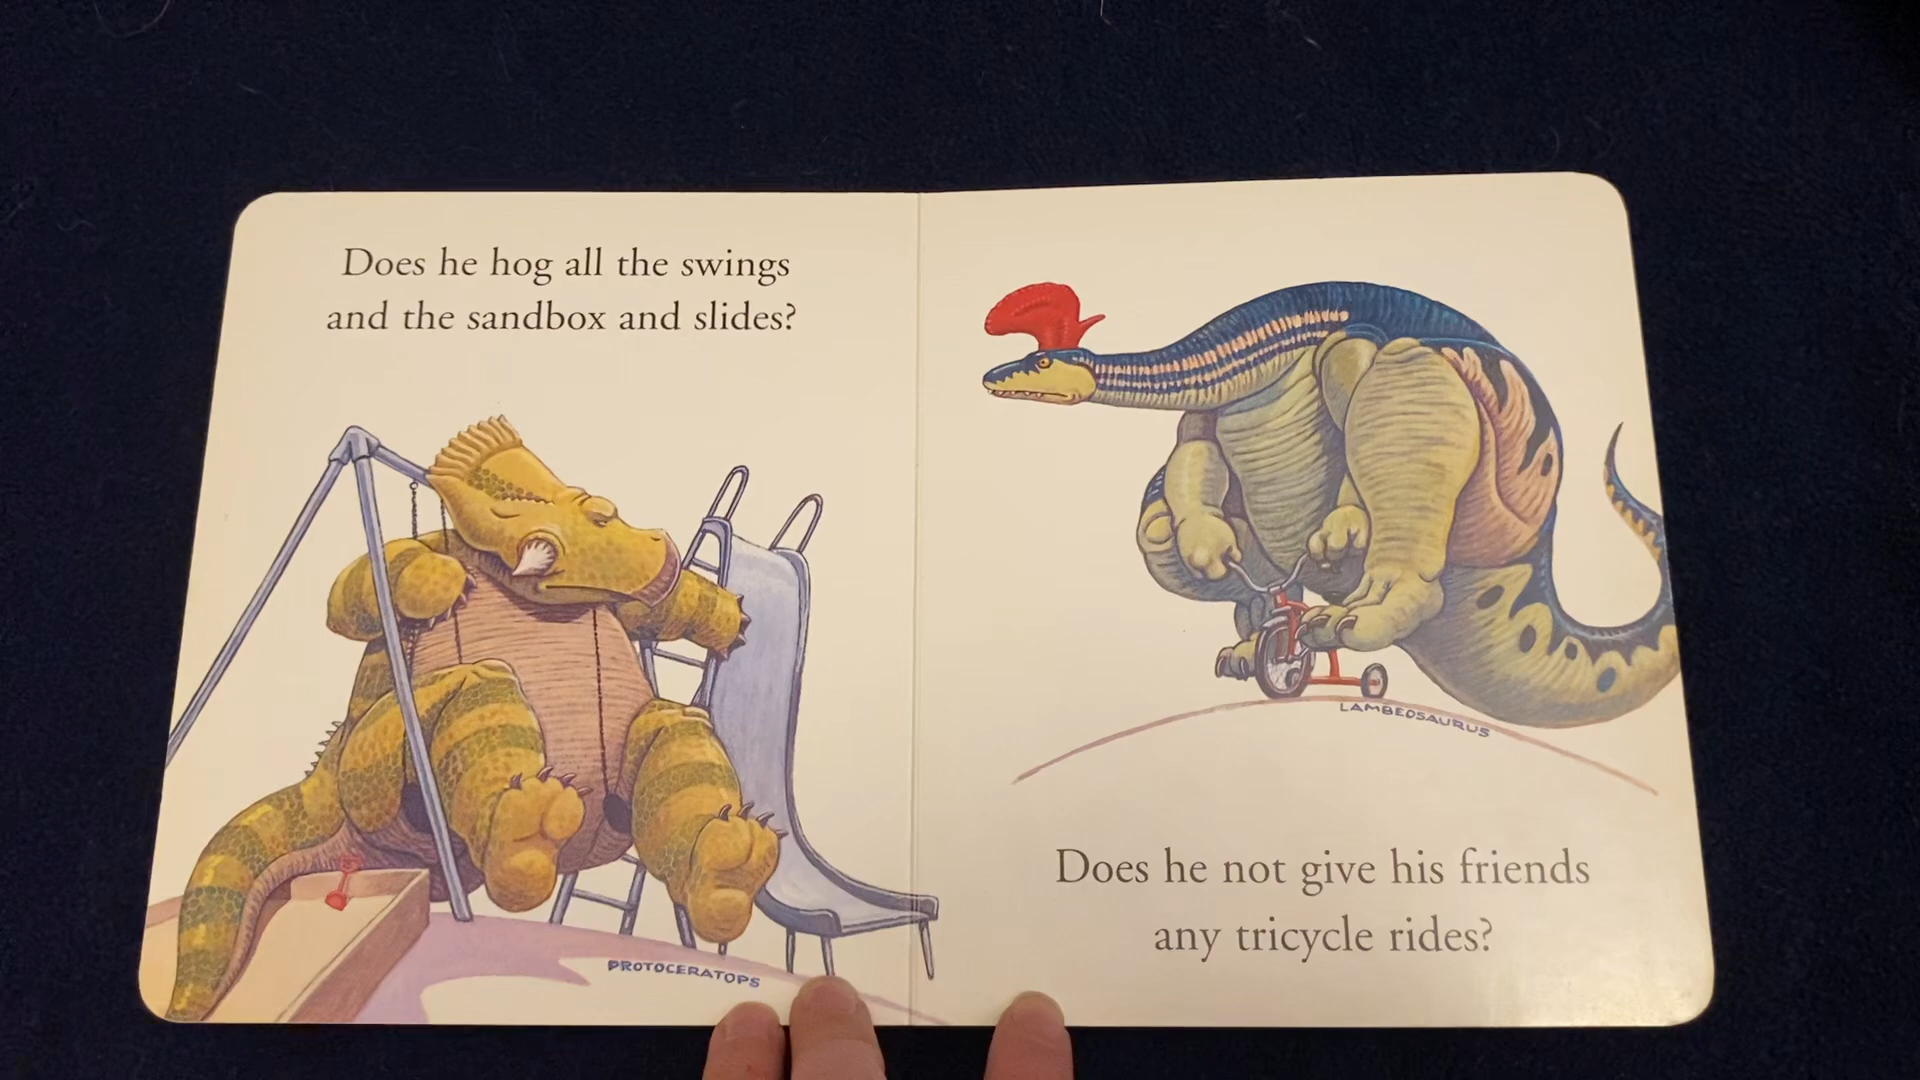 Does he hog all the swings
and the sandbox and slides?
PROTOCERATOPS
LAMBEOSAURUS
Does he not give his friends
any tricycle rides?